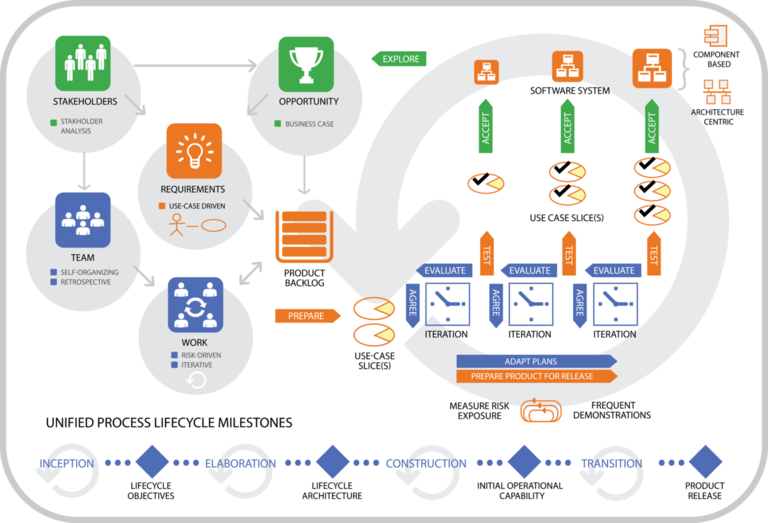 STAKEHOLDERS
STAKHOLDER
ANALYSIS
OPPORTUNITY
BUSINESS CASE
EXPLORE
SOFTWARE SYSTEM
COMPONENT
BASED
ARCHITECTURE
CENTRIC
REQUIREMENTS
USE-CASE DRIVEN
ACCEPT
ACCEPT
ACCEPT
USE CASE SLICE(S)
TEAM
SELF-ORGANIZING
RETROSPECTIVE
PRODUCT
BACKLOG
TEST
TEST
TEST
EVALUATE
EVALUATE
EVALUATE
AGREE
AGREE
AGREE
ITERATION
ITERATION
ITERATION
PREPARE
USE-CASE
SLICE(S)
WORK
RISK-DRIVEN
ITERATIVE
ADAPT PLANS
PREPARE PRODUCT FOR RELEASE
MEASURE RISK
EXPOSURE
FREQUENT
DEMONSTRATIONS
UNIFIED PROCESS LIFECYCLE MILESTONES
INCEPTION
ELABORATION
CONSTRUCTION
TRANSITION
LIFECYCLE
OBJECTIVES
LIFECYCLE
ARCHITECTURE
INITIAL OPERATIONAL
CAPABILITY
PRODUCT
RELEASE